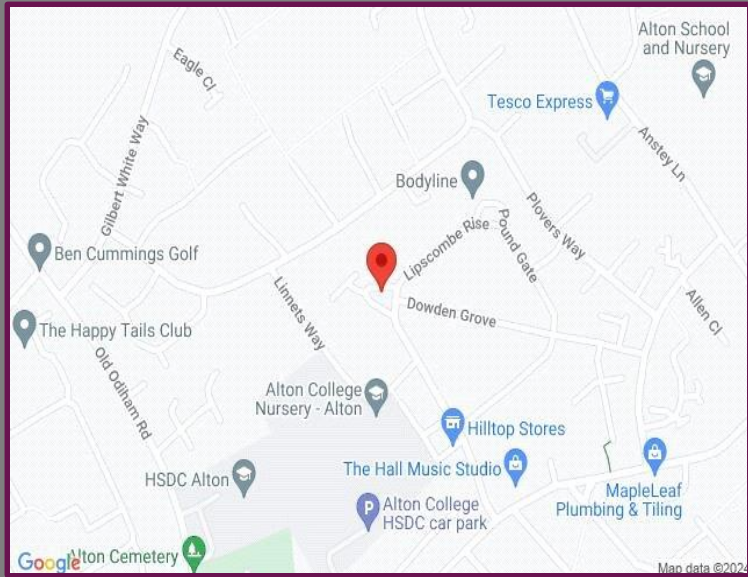 Alton School
and Nursery
Eagle Cl
Tesco Express
Gilbert White Way
Anstey Ln
Bodyline
Plovers Way
Lipscombe Rise
Pound Gate
Ben Cummings Golf
Linnets Way
Dowden Grove
Allen Cl
The Happy Tails Club
Old Odiham Rd
Alton College
Nursery - Alton
Hilltop Stores
HSDC Alton
The Hall Music Studio
MapleLeaf
Plumbing & Tiling
Alton College
HSDC car park
P
Google
Alton Cemetery
Map data ©2024